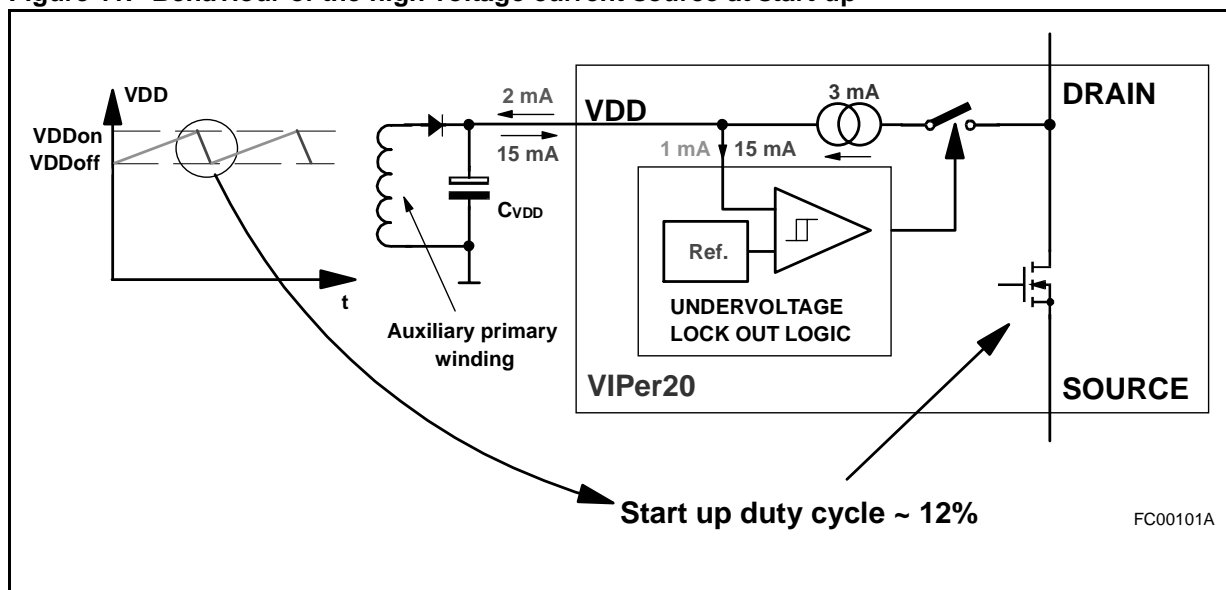 Behaviour of the high voltage current source at start-up
VDD
VDDon
VDDoff
t
2 mA
15 mA
CVDD
Auxiliary primary
winding
VDD
3 mA
DRAIN
1 mA
15 mA
Ref.
UNDERVOLTAGE
LOCK OUT LOGIC
VIPer20
SOURCE
Start up duty cycle ~ 12%
FC00101A